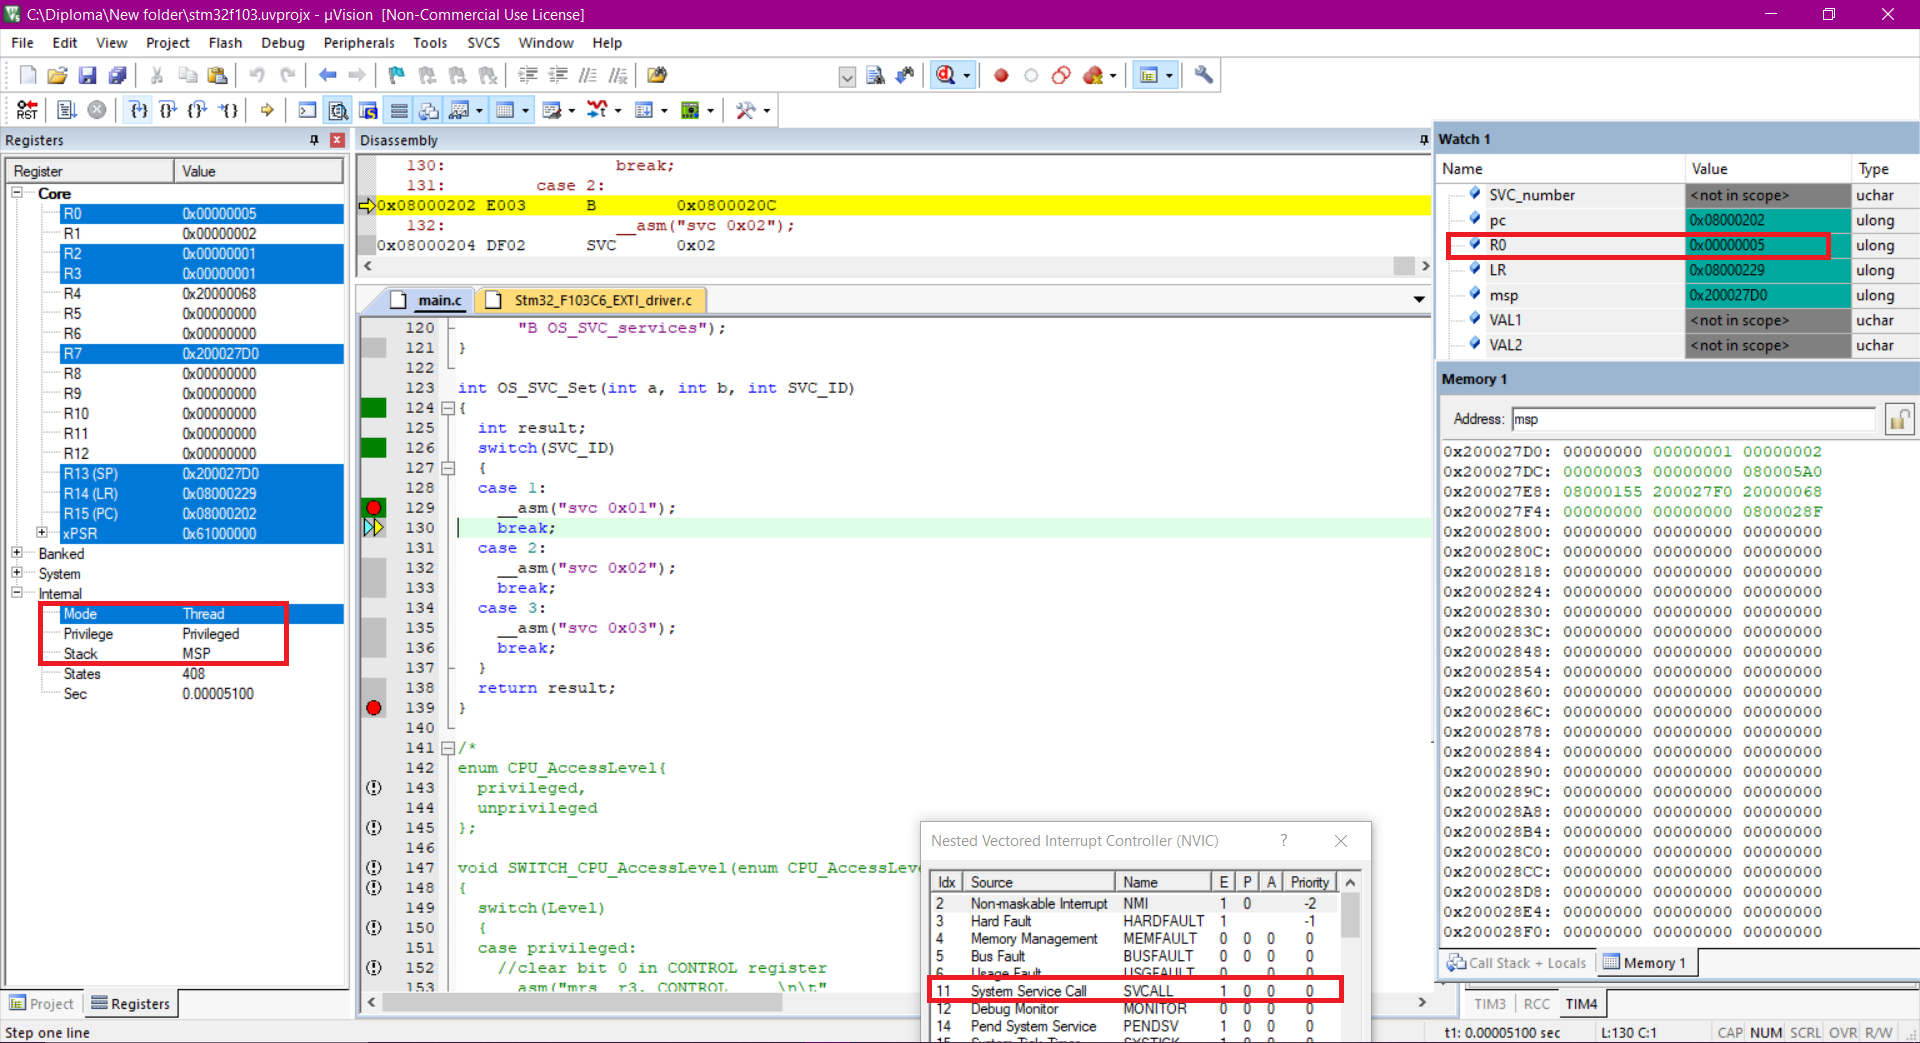 C:\Diploma\New folder\stm32f103.uvprojx - µVision  [Non-Commercial Use License]
File Edit View Project Flash Debug Peripherals Tools SVCS Window Help
RST
Registers
Register Value
Core
R0 0x00000005
R1 0x00000002
R2 0x00000001
R3 0x00000001
R4 0x20000068
R5 0x00000000
R6 0x00000000
R7 0x200027D0
R8 0x00000000
R9 0x00000000
R10 0x00000000
R11 0x00000000
R12 0x00000000
R13 (SP) 0x200027D0
R14 (LR) 0x08000229
R15 (PC) 0x08000202
xPSR 0x61000000
Banked
System
Internal
Mode Thread
Privilege Privileged
Stack MSP
States 408
Sec 0.00005100
Project Registers
Disassembly
130: break;
131: case 2:
0x08000202 E003 B 0x0800020C
132: __asm("svc 0x02");
0x08000204 DF02 SVC 0x02
main.c Stm32_F103C6_EXTI_driver.c
120 "B OS_SVC_services");
121 }
122
123 int OS_SVC_Set(int a, int b, int SVC_ID)
124 {
125 int result;
126 switch(SVC_ID)
127 {
128 case 1:
129 __asm("svc 0x01");
130 break;
131 case 2:
132 __asm("svc 0x02");
133 break;
134 case 3:
135 __asm("svc 0x03");
136 break;
137 }
138 return result;
139 }
140
141 /*
142 enum CPU_AccessLevel{
143 privileged,
144 unprivileged
145 };
146
147 void SWITCH_CPU_AccessLevel(enum CPU_AccessLeve
148 {
149 switch(Level)
150 {
151 case privileged:
152 //clear bit 0 in CONTROL register
153 asm("mrs r3, CONTROL \n\t"
Watch 1
Name Value Type
SVC_number <not in scope> uchar
pc 0x08000202 ulong
R0 0x00000005 ulong
LR 0x08000229 ulong
msp 0x200027D0 ulong
VAL1 <not in scope> uchar
VAL2 <not in scope> uchar
Memory 1
Address: msp
0x200027D0: 00000000 00000001 00000002
0x200027DC: 00000003 00000000 080005A0
0x200027E8: 08000155 200027F0 20000068
0x200027F4: 00000000 00000000 0800028F
0x20002800: 00000000 00000000 00000000
0x2000280C: 00000000 00000000 00000000
0x20002818: 00000000 00000000 00000000
0x20002824: 00000000 00000000 00000000
0x20002830: 00000000 00000000 00000000
0x2000283C: 00000000 00000000 00000000
0x20002848: 00000000 00000000 00000000
0x20002854: 00000000 00000000 00000000
0x20002860: 00000000 00000000 00000000
0x2000286C: 00000000 00000000 00000000
0x20002878: 00000000 00000000 00000000
0x20002884: 00000000 00000000 00000000
0x20002890: 00000000 00000000 00000000
0x2000289C: 00000000 00000000 00000000
0x200028A8: 00000000 00000000 00000000
0x200028B4: 00000000 00000000 00000000
0x200028C0: 00000000 00000000 00000000
0x200028CC: 00000000 00000000 00000000
0x200028D8: 00000000 00000000 00000000
0x200028E4: 00000000 00000000 00000000
0x200028F0: 00000000 00000000 00000000
Call Stack + Locals Memory 1
TIM3 RCC TIM4
Nested Vectored Interrupt Controller (NVIC) ?
Idx Source Name E P A Priority
2 Non-maskable Interrupt NMI 1 0 -2
3 Hard Fault HARDFAULT 1 -1
4 Memory Management MEMFAULT 0 0 0 0
5 Bus Fault BUSFAULT 0 0 0 0
6 Usage Fault USGFAULT 0 0 0 0
11 System Service Call SVCALL 1 0 0 0
12 Debug Monitor MONITOR 0 0 0 0
14 Pend System Service PENDSV 1 0 0 0
15 System Tick Timer SYSTICK 1 0 0 0
Step one line
t1: 0.00005100 sec L:130 C:1 CAP NUM SCRL OVR R/W